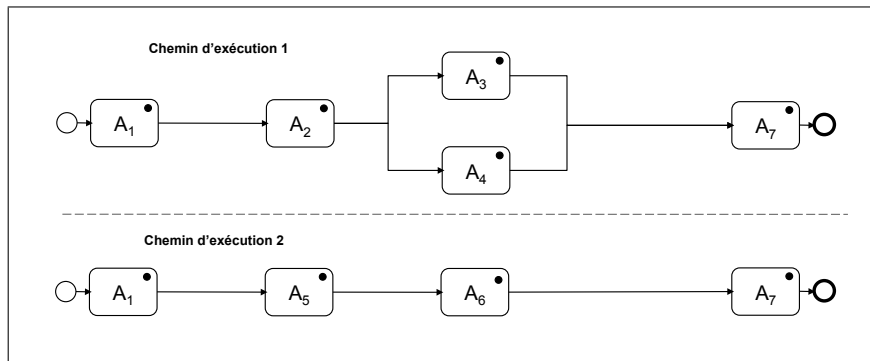 Chemin d'exécution 1
A3
A1
A2
A7
A4
Chemin d'exécution 2
A1
A5
A6
A7